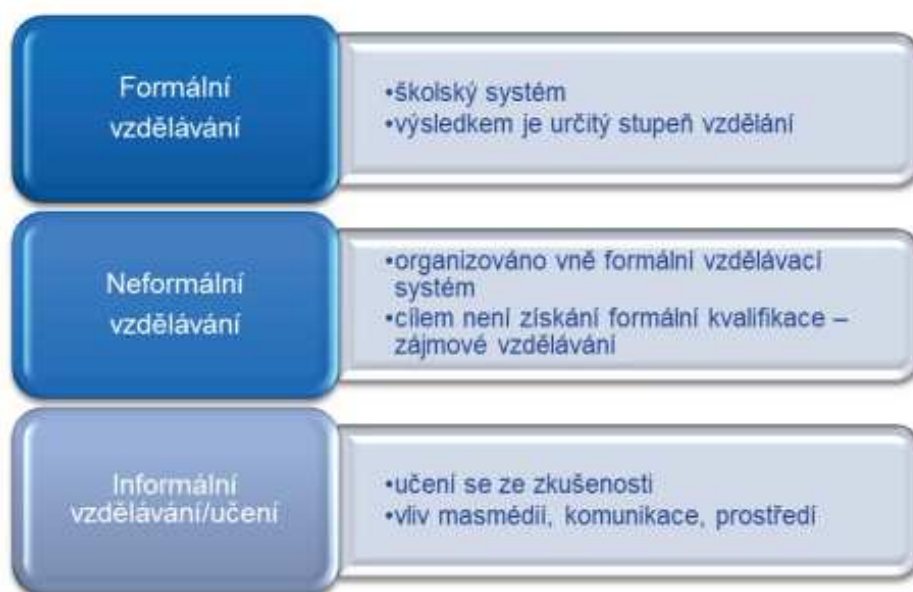 Formální
vzdělávání
•školský systém
•výsledkem je určitý stupeň vzdělání
Neformální
vzdělávání
•organizováno vně formální vzdělávací
systém
•cílem není získání formální kvalifikace –
zájmové vzdělávání
Informální
vzdělávání/učení
•učení se ze zkušenosti
•vliv masmédií, komunikace, prostředí